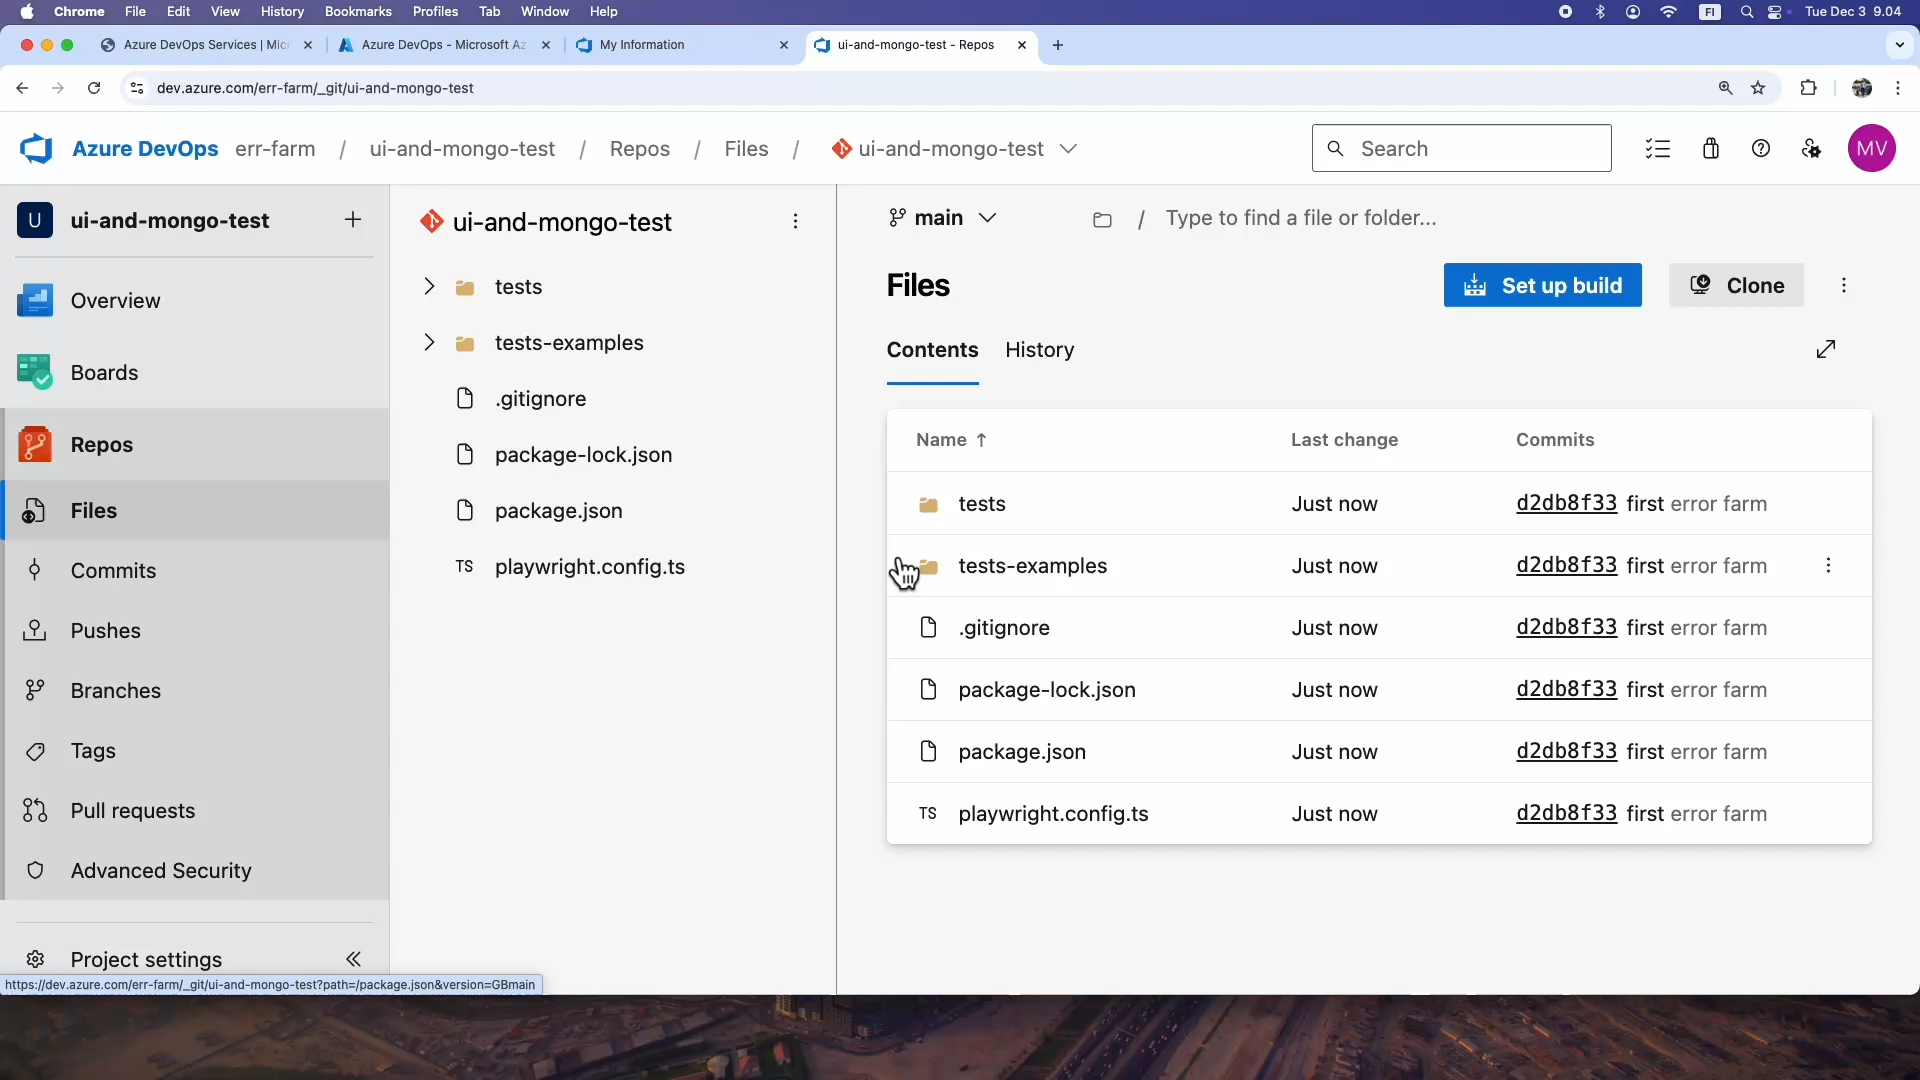 Chrome File Edit View History Bookmarks Profiles Tab Window Help FI Tue Dec 3 9.04
Azure DevOps Services | Mic
Azure DevOps - Microsoft Az
My Information
ui-and-mongo-test - Repos
dev.azure.com/err-farm/_git/ui-and-mongo-test
Azure DevOps err-farm / ui-and-mongo-test / Repos / Files / ui-and-mongo-test
Search
MV
U ui-and-mongo-test +
Overview
Boards
Repos
Files
Commits
Pushes
Branches
Tags
Pull requests
Advanced Security
Project settings
https://dev.azure.com/err-farm/_git/ui-and-mongo-test?path=/package.json&version=GBmain
ui-and-mongo-test
tests
tests-examples
.gitignore
package-lock.json
package.json
TS playwright.config.ts
main / Type to find a file or folder...
Files
Set up build
Clone
Contents History
Name ↑ Last change Commits
tests Just now d2db8f33 first error farm
tests-examples Just now d2db8f33 first error farm
.gitignore Just now d2db8f33 first error farm
package-lock.json Just now d2db8f33 first error farm
package.json Just now d2db8f33 first error farm
TS playwright.config.ts Just now d2db8f33 first error farm